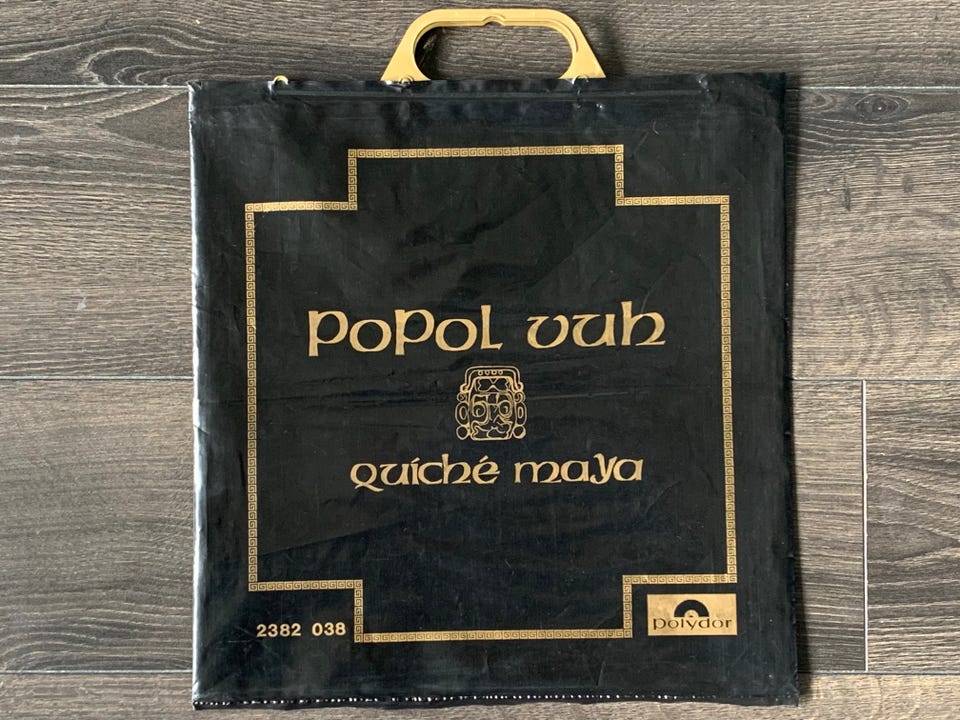 popol vuh
quiché maya
2382 038
polydor